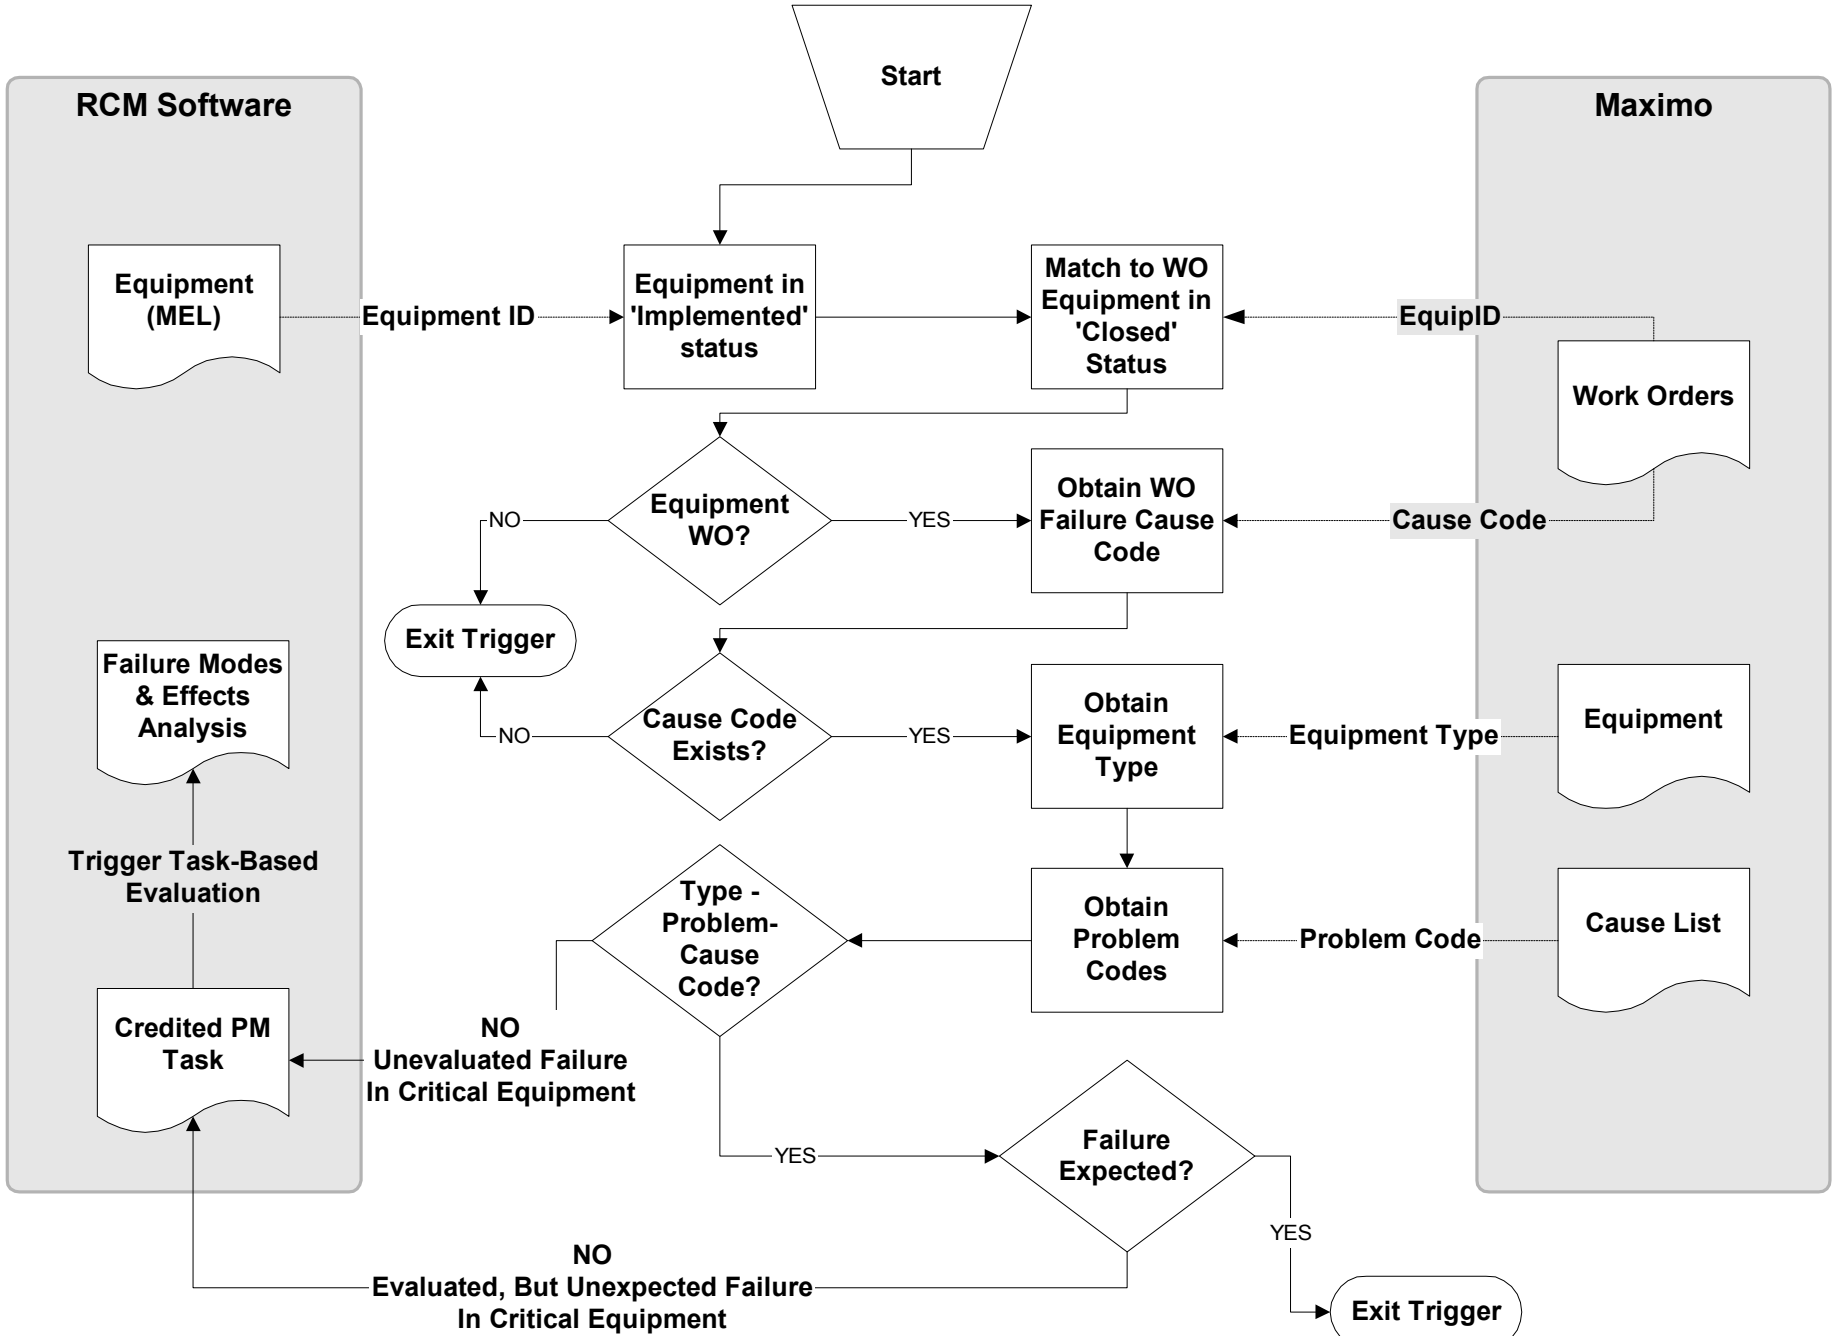 Start
RCM Software
Maximo
Equipment
(MEL)
Equipment ID
Equipment in
'Implemented'
status
Match to WO
Equipment in
'Closed'
Status
EquipID
Work Orders
Equipment
WO?
NO
YES
Obtain WO
Failure Cause
Code
Cause Code
Exit Trigger
Failure Modes
& Effects
Analysis
Cause Code
Exists?
NO
YES
Obtain
Equipment
Type
Equipment Type
Equipment
Trigger Task-Based
Evaluation
Type -
Problem-
Cause
Code?
Obtain
Problem
Codes
Problem Code
Cause List
Credited PM
Task
NO
Unevaluated Failure
In Critical Equipment
YES
Failure
Expected?
YES
NO
Evaluated, But Unexpected Failure
In Critical Equipment
Exit Trigger